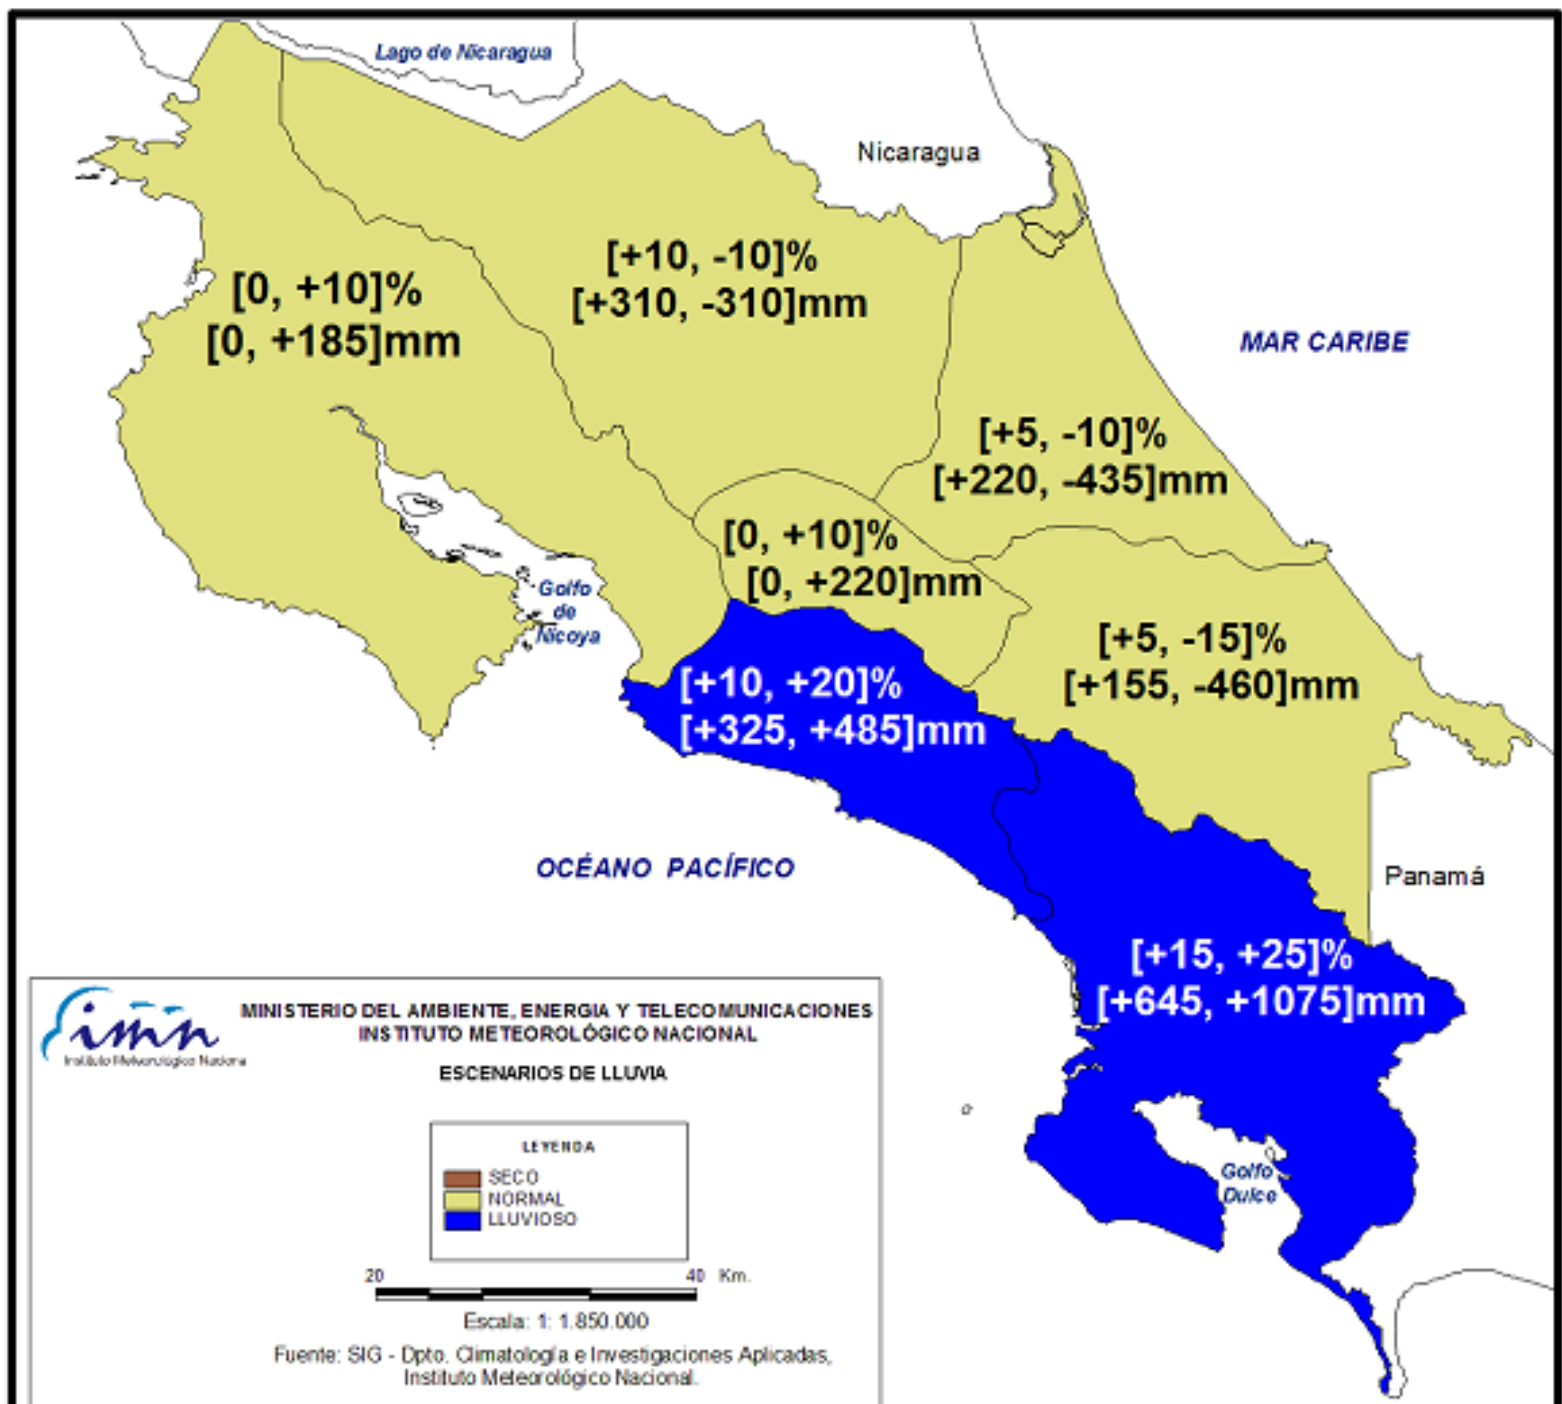 Lago de Nicaragua
Nicaragua
[+10, -10]%
[+310, -310]mm
[0, +10]%
[0, +185]mm
MAR CARIBE
[+5, -10]%
[+220, -435]mm
[0, +10]%
[0, +220]mm
Golfo
de
Nicoya
[+5, -15]%
[+155, -460]mm
[+10, +20]%
[+325, +485]mm
OCÉANO PACÍFICO
Panamá
[+15, +25]%
[+645, +1075]mm
Golfo
Dulce
imn
Instituto Meteorológico Naciona
MINISTERIO DEL AMBIENTE, ENERGIA Y TELECOMUNICACIONES
INSTITUTO METEOROLÓGICO NACIONAL
ESCENARIOS DE LLUVIA
LEYENDA
SECO
NORMAL
LLUVIOSO
20 40 Km.
Escala: 1: 1.850.000
Fuente: SIG - Dpto. Climatología e Investigaciones Aplicadas,
Instituto Meteorológico Nacional.